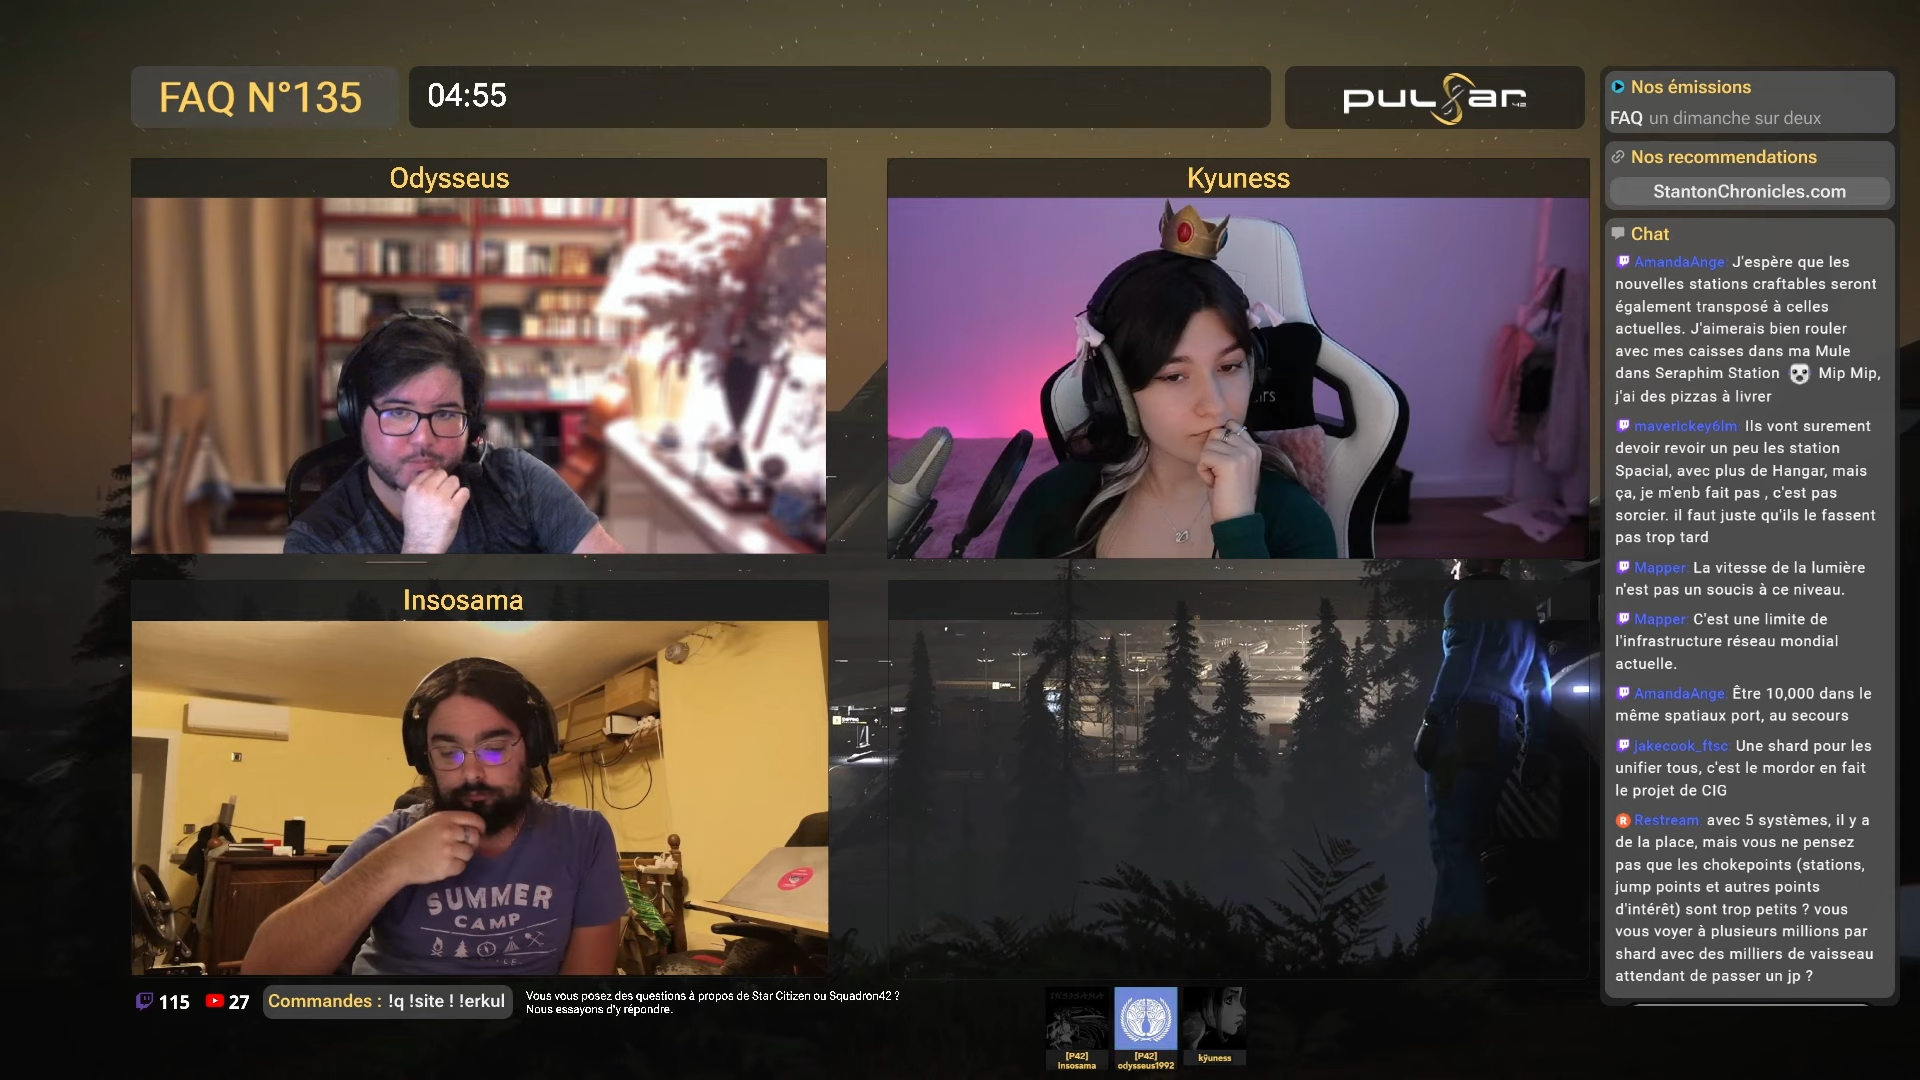 FAQ N°135
04:55
pulsar 42
Odysseus
Kyuness
Insosama
SUMMER
CAMP
Nos émissions
FAQ un dimanche sur deux
Nos recommendations
StantonChronicles.com
Chat
AmandaAnge: J'espère que les
nouvelles stations craftables seront
également transposé à celles
actuelles. J'aimerais bien rouler
avec mes caisses dans ma Mule
dans Seraphim Station Mip Mip,
j'ai des pizzas à livrer
maverickey6lm: Ils vont surement
devoir revoir un peu les station
Spacial, avec plus de Hangar, mais
ça, je m'enb fait pas , c'est pas
sorcier. il faut juste qu'ils le fassent
pas trop tard
Mapper: La vitesse de la lumière
n'est pas un soucis à ce niveau.
Mapper: C'est une limite de
l'infrastructure réseau mondial
actuelle.
AmandaAnge: Être 10,000 dans le
même spatiaux port, au secours
jakecook_ftsc: Une shard pour les
unifier tous, c'est le mordor en fait
le projet de CIG
Restream: avec 5 systèmes, il y a
de la place, mais vous ne pensez
pas que les chokepoints (stations,
jump points et autres points
d'intérêt) sont trop petits ? vous
vous voyer à plusieurs millions par
shard avec des milliers de vaisseau
attendant de passer un jp ?
115 27 Commandes : !q !site ! !erkul
Vous vous posez des questions à propos de Star Citizen ou Squadron42 ?
Nous essayons d'y répondre.
[P42]
Insosama
[P42]
odysseus1992
kÿuness